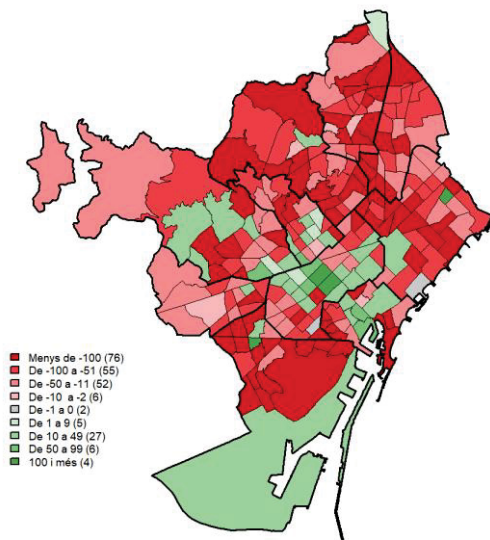 Menys de -100 (76)
De -100 a -51 (55)
De -50 a -11 (52)
De -10 a -2 (6)
De -1 a 0 (2)
De 1 a 9 (5)
De 10 a 49 (27)
De 50 a 99 (6)
100 i més (4)